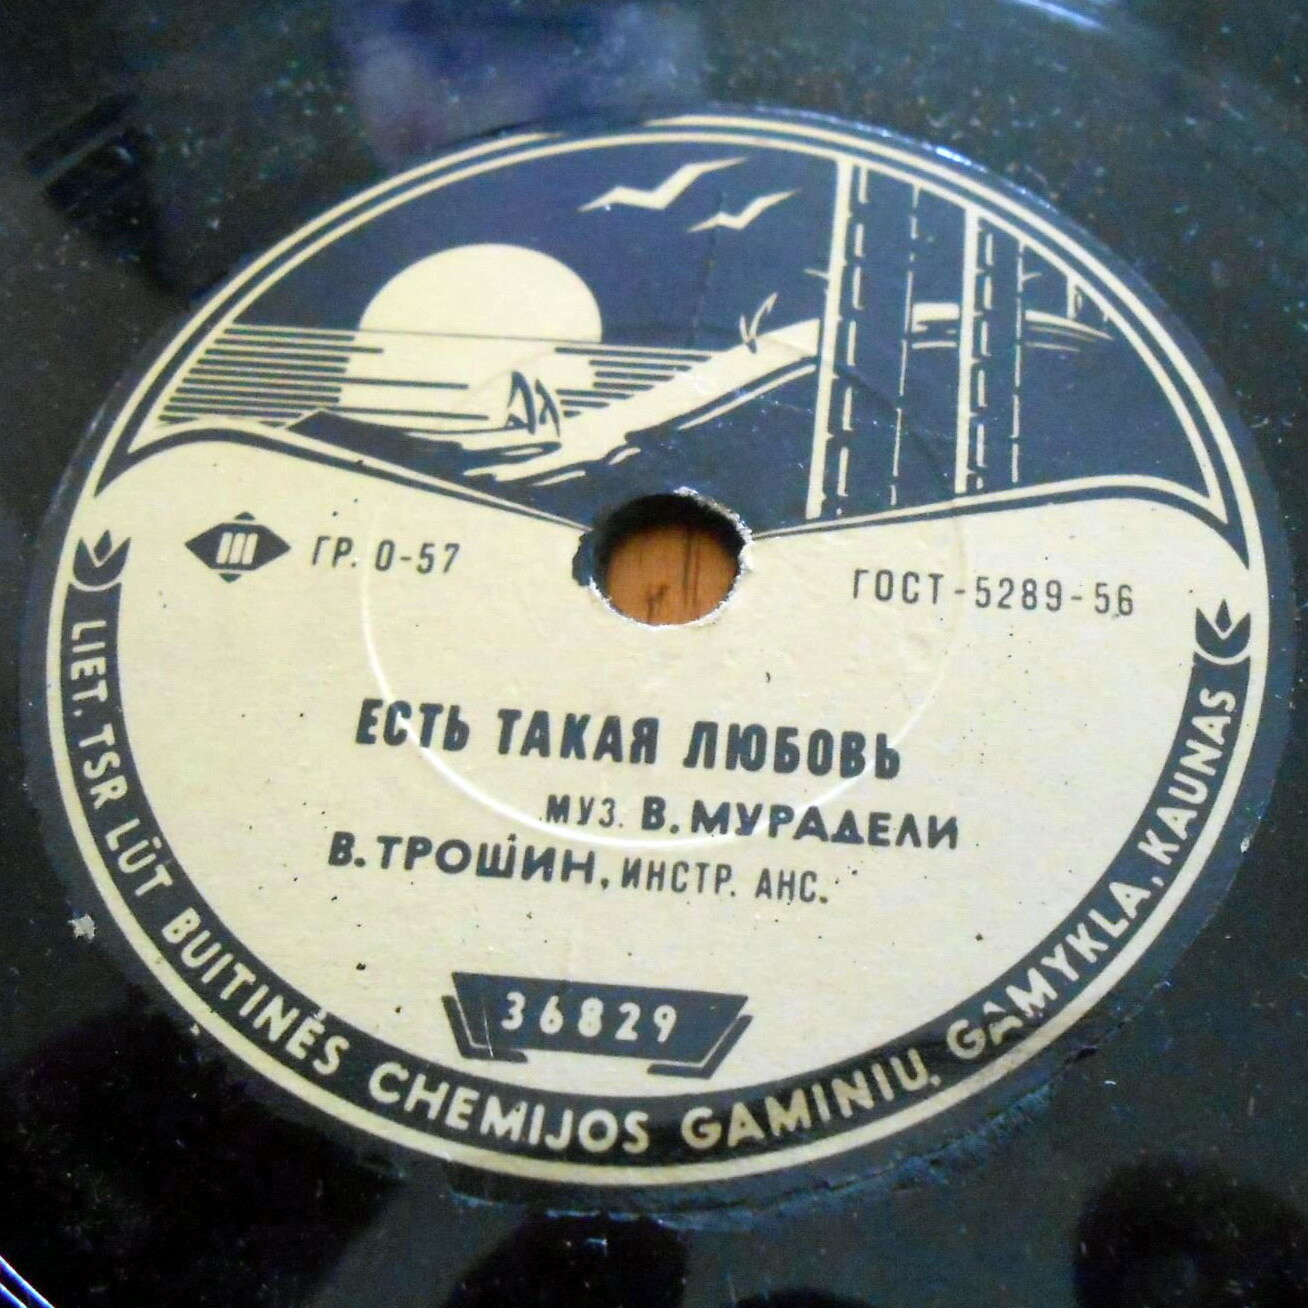 Ш ГР. 0-57
ГОСТ-5289-56
ЕСТЬ ТАКАЯ ЛЮБОВЬ
МУЗ. В. МУРАДЕЛИ
В. ТРОШИН, ИНСТР. АНС.
36829
LIET. TSR LŪT BUITINĖS CHEMIJOS GAMINIŲ GAMYKLA, KAUNAS